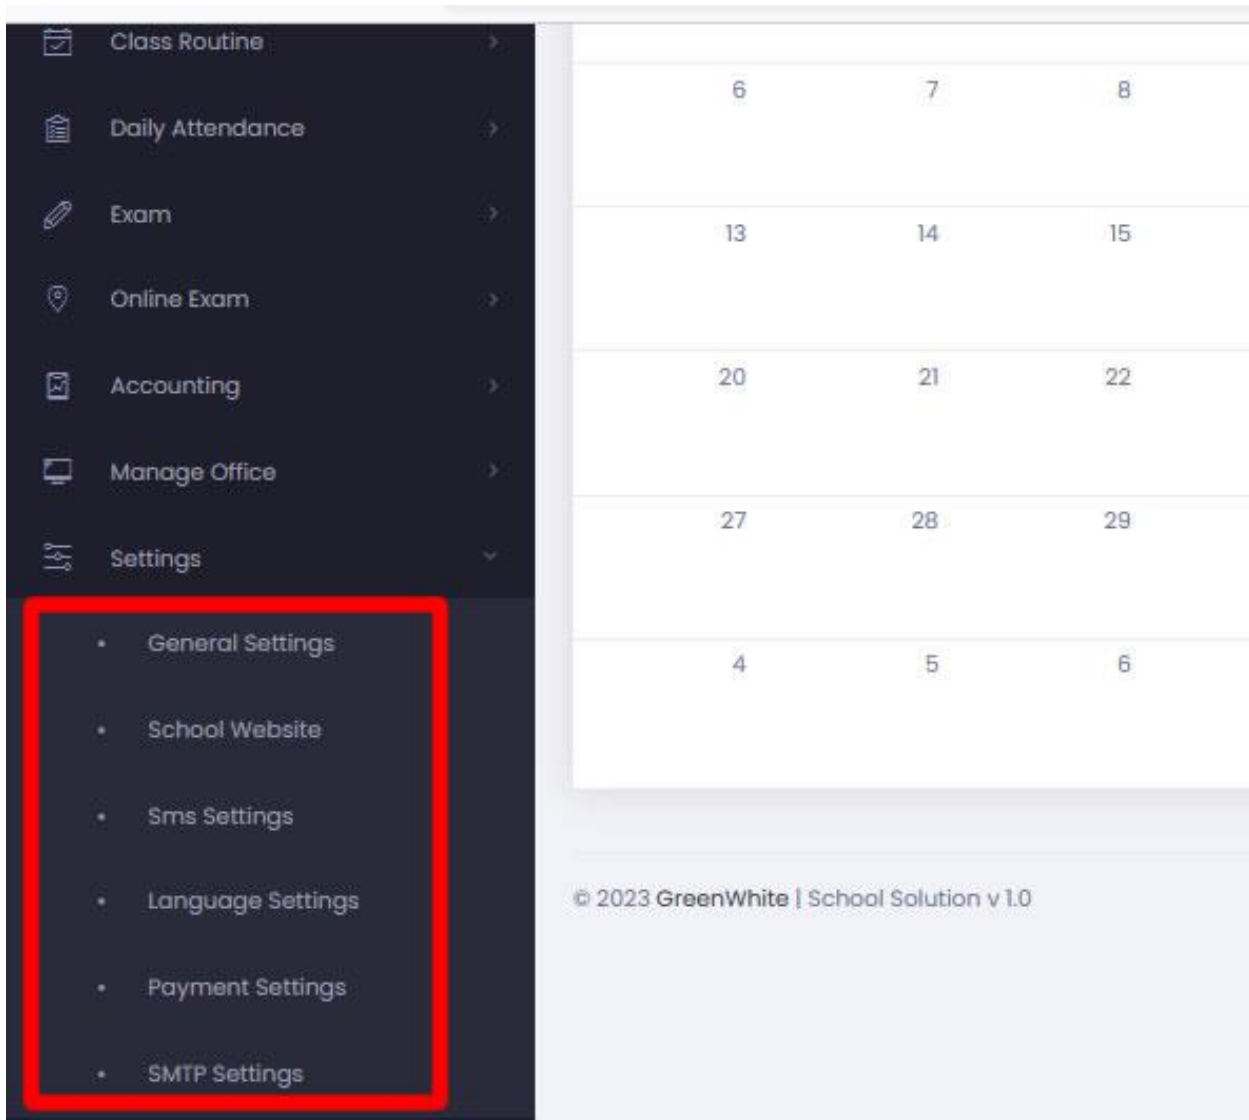 Class Routine
Daily Attendance
Exam
Online Exam
Accounting
Manage Office
Settings
General Settings
School Website
Sms Settings
Language Settings
Payment Settings
SMTP Settings
6 7 8
13 14 15
20 21 22
27 28 29
4 5 6
© 2023 GreenWhite | School Solution v 1.0